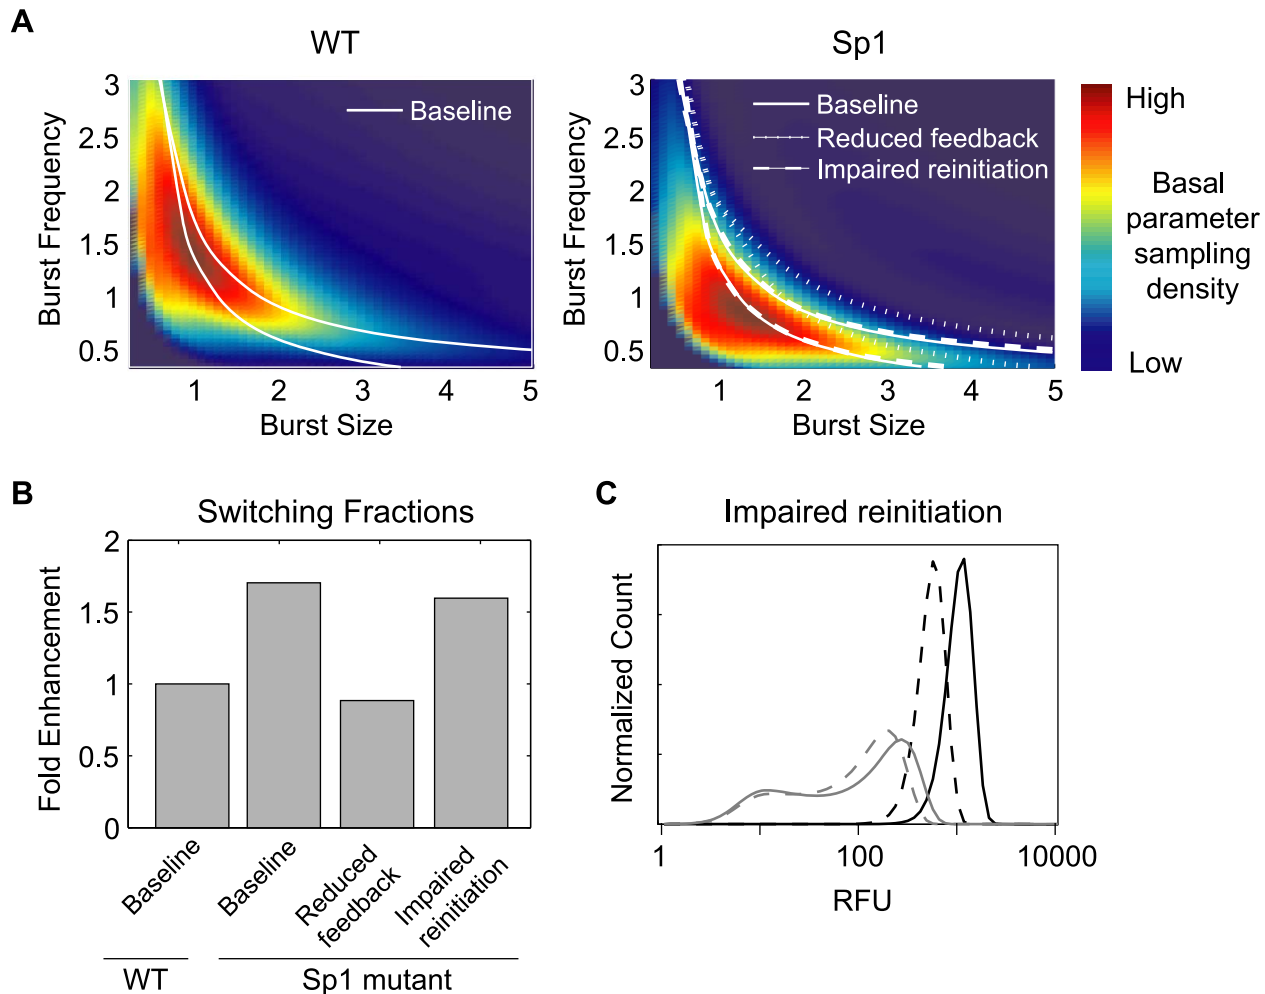 A
WT
Sp1
3
2.5
2
1.5
1
0.5
Burst Frequency
Baseline
1 2 3 4 5
Burst Size
3
2.5
2
1.5
1
0.5
Burst Frequency
Baseline
Reduced feedback
Impaired reinitiation
1 2 3 4 5
Burst Size
High
Basal
parameter
sampling
density
Low
B
Switching Fractions
2
1.5
1
0.5
0
Fold Enhancement
Baseline
Baseline
Reduced
feedback
Impaired
reinitiation
WT
Sp1 mutant
C
Impaired reinitiation
Normalized Count
1 100 10000
RFU